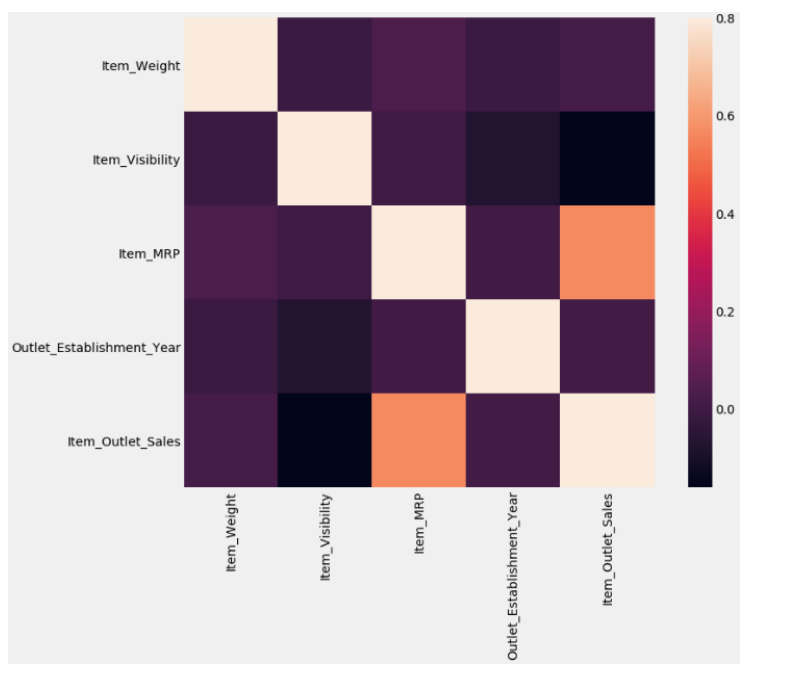 0.8
Item_Weight
0.6
Item_Visibility
0.4
Item_MRP
0.2
Outlet_Establishment_Year
0.0
Item_Outlet_Sales
Item_Weight
Item_Visibility
Item_MRP
Outlet_Establishment_Year
Item_Outlet_Sales